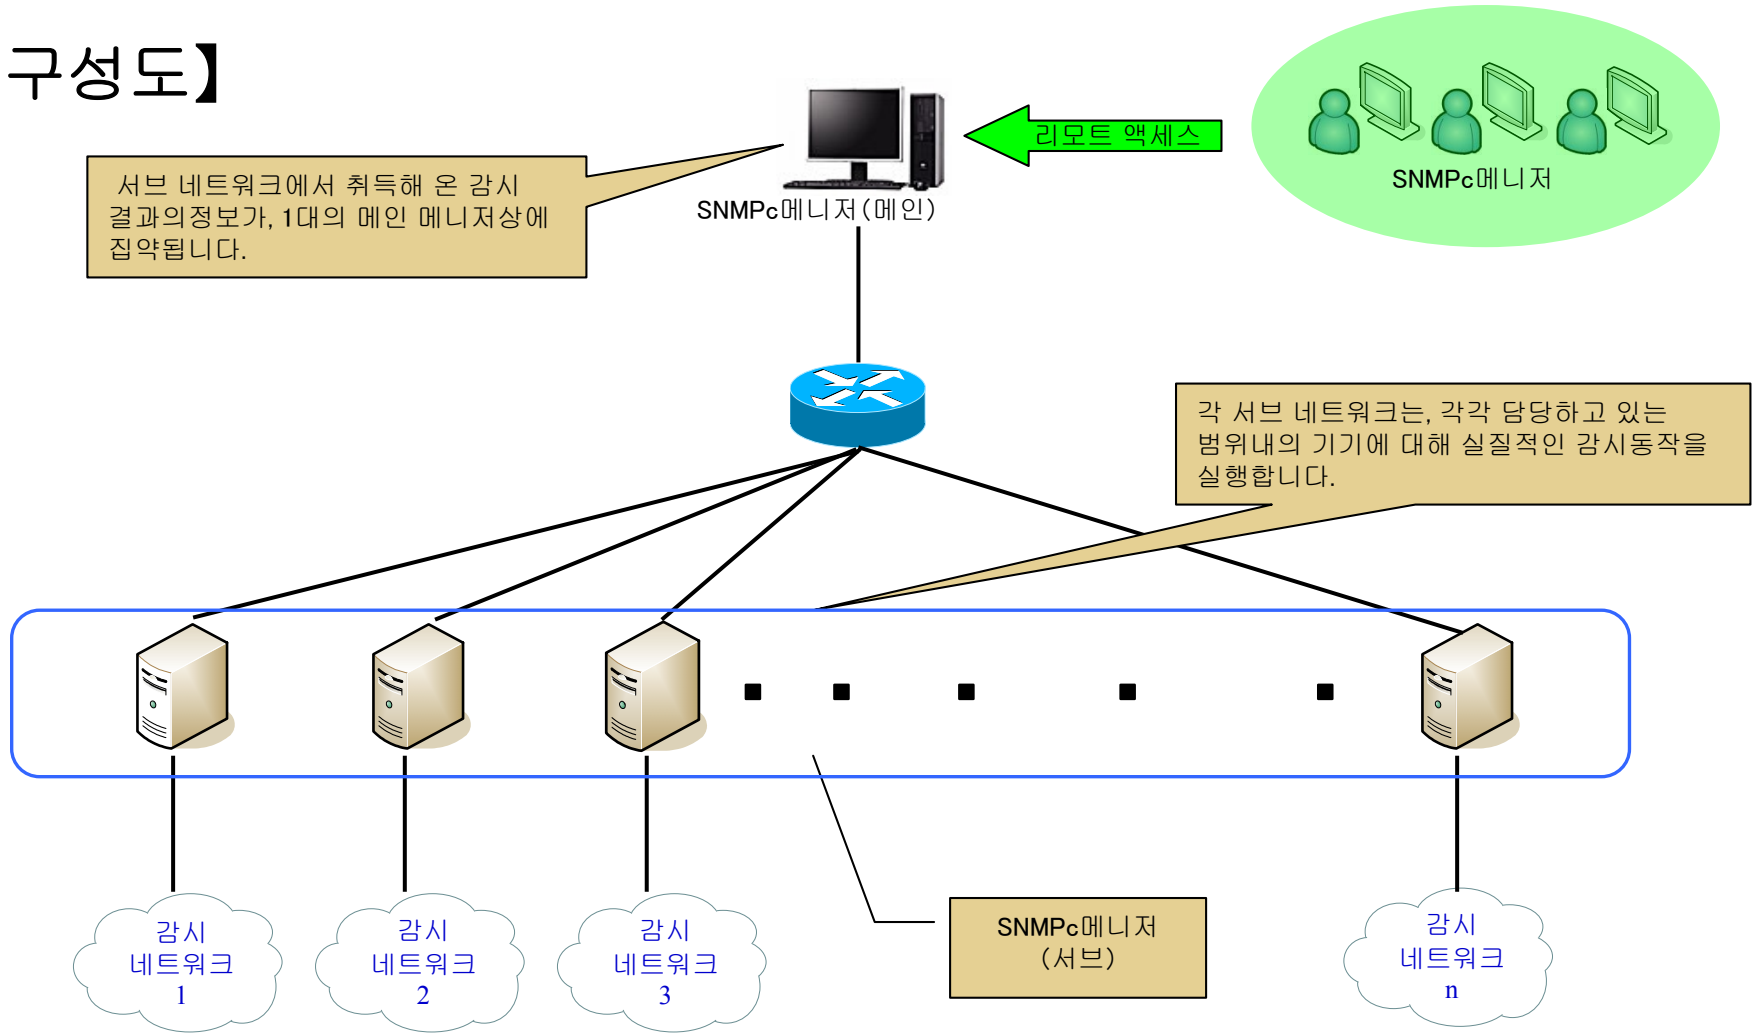 구성도】
리모트 액세스
SNMPc메니저
서브 네트워크에서 취득해 온 감시
결과의정보가, 1대의 메인 메니저상에
집약됩니다.
SNMPc메니저(메인)
각 서브 네트워크는, 각각 담당하고 있는
범위내의 기기에 대해 실질적인 감시동작을
실행합니다.
감시
네트워크
1
감시
네트워크
2
감시
네트워크
3
SNMPc메니저
(서브)
감시
네트워크
n